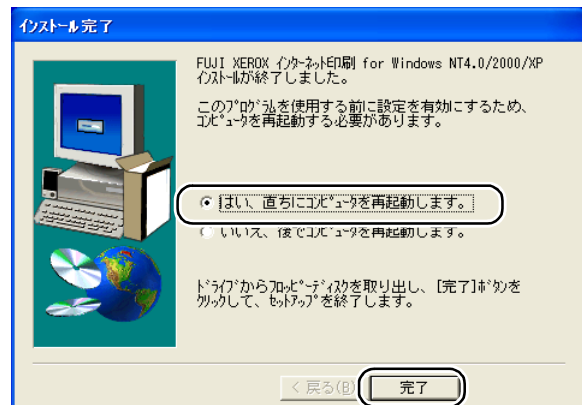 インストール完了
FUJI XEROX インターネット印刷 for Windows NT4.0/2000/XP
インストールが終了しました。
このプログラムを使用する前に設定を有効にするため、
コンピュータを再起動する必要があります。
はい、直ちにコンピュータを再起動します。
いいえ、後でコンピュータを再起動します。
ドライブからフロッピーディスクを取り出し、[完了]ボタンを
クリックして、セットアップを終了します。
< 戻る(B)
完了